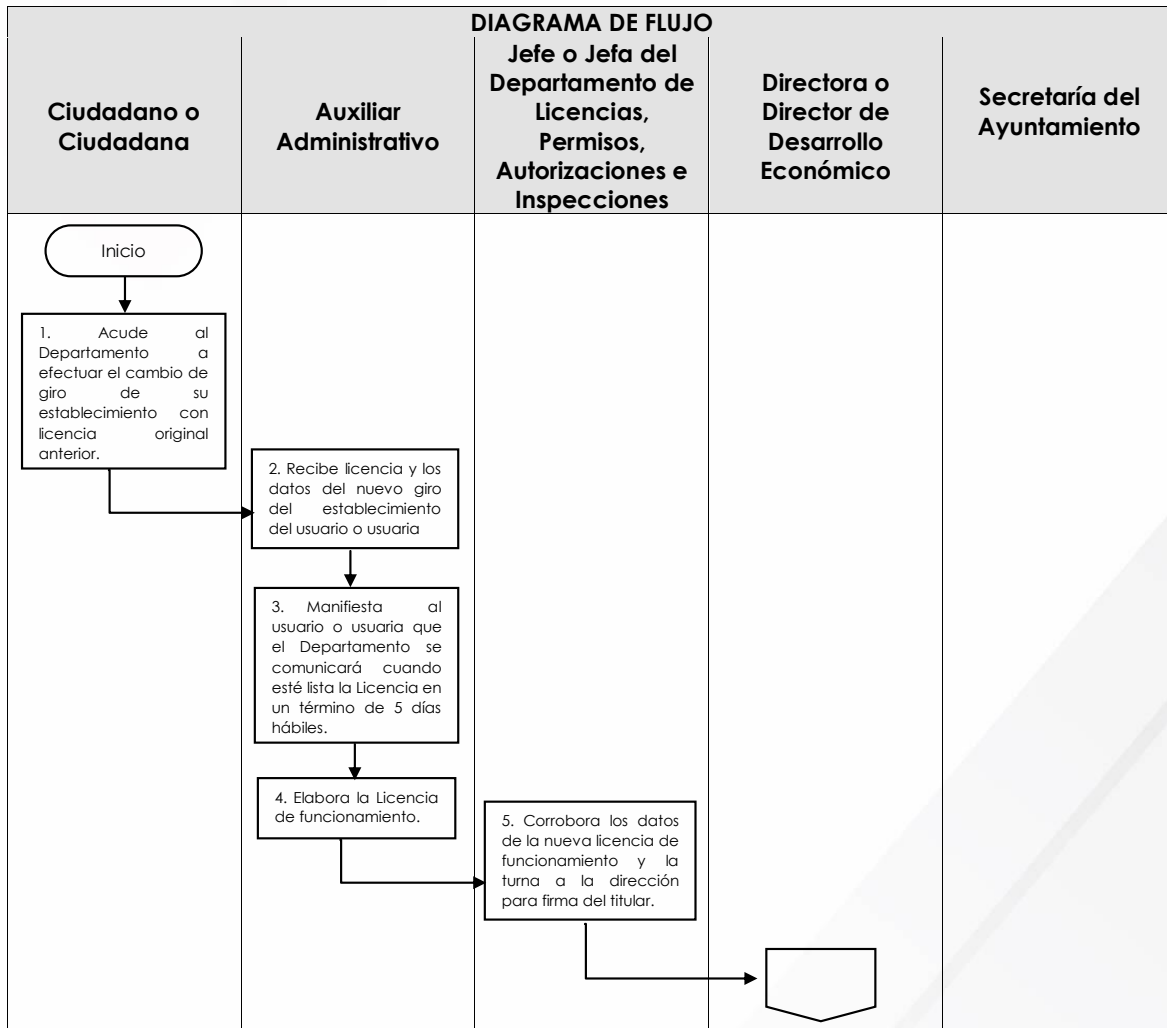 DIAGRAMA DE FLUJO
Ciudadano o
Ciudadana
Auxiliar
Administrativo
Jefe o Jefa del
Departamento de
Licencias,
Permisos,
Autorizaciones e
Inspecciones
Directora o
Director de
Desarrollo
Económico
Secretaría del
Ayuntamiento
Inicio
1. Acude al
Departamento a
efectuar el cambio de
giro de su
establecimiento con
licencia original
anterior.
2. Recibe licencia y los
datos del nuevo giro
del establecimiento
del usuario o usuaria
3. Manifiesta al
usuario o usuaria que
el Departamento se
comunicará cuando
esté lista la Licencia en
un término de 5 días
hábiles.
4. Elabora la Licencia
de funcionamiento.
5. Corrobora los datos
de la nueva licencia de
funcionamiento y la
turna a la dirección
para firma del titular.